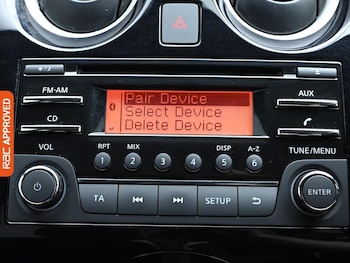 RAC APPROVED
FM·AM
CD
VOL
Pair Device
Select Device
Delete Device
AUX
TUNE/MENU
RPT MIX DISP A-Z
1 2 3 4 5 6
TA SETUP ENTER